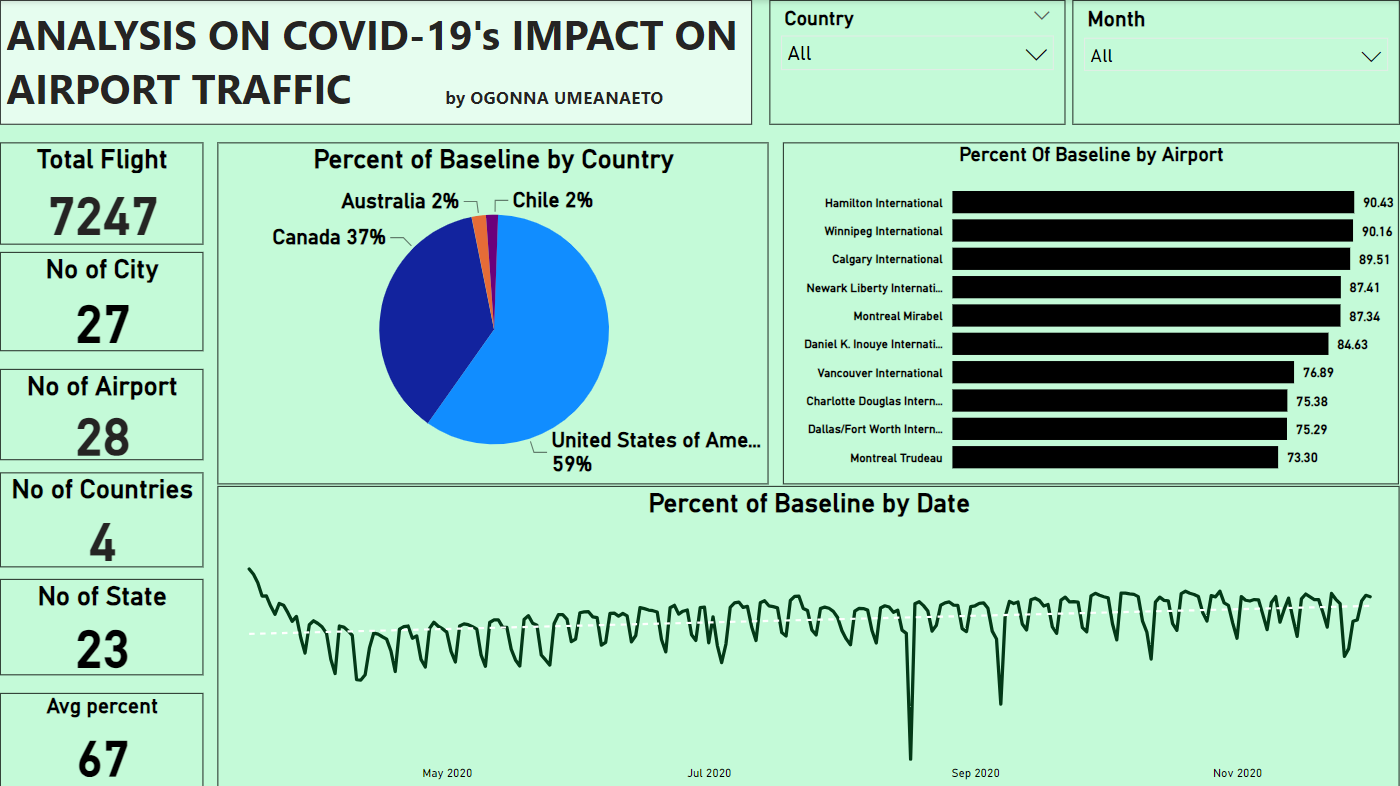 ANALYSIS ON COVID-19's IMPACT ON
AIRPORT TRAFFIC
by OGONNA UMEANAETO
Country
All
Month
All
Total Flight
7247
No of City
27
No of Airport
28
No of Countries
4
No of State
23
Avg percent
67
Percent of Baseline by Country
Australia 2%
Chile 2%
Canada 37%
United States of Ame...
59%
Percent Of Baseline by Airport
Hamilton International 90.43
Winnipeg International 90.16
Calgary International 89.51
Newark Liberty Internati... 87.41
Montreal Mirabel 87.34
Daniel K. Inouye Internati... 84.63
Vancouver International 76.89
Charlotte Douglas Intern... 75.38
Dallas/Fort Worth Intern... 75.29
Montreal Trudeau 73.30
Percent of Baseline by Date
May 2020 Jul 2020 Sep 2020 Nov 2020